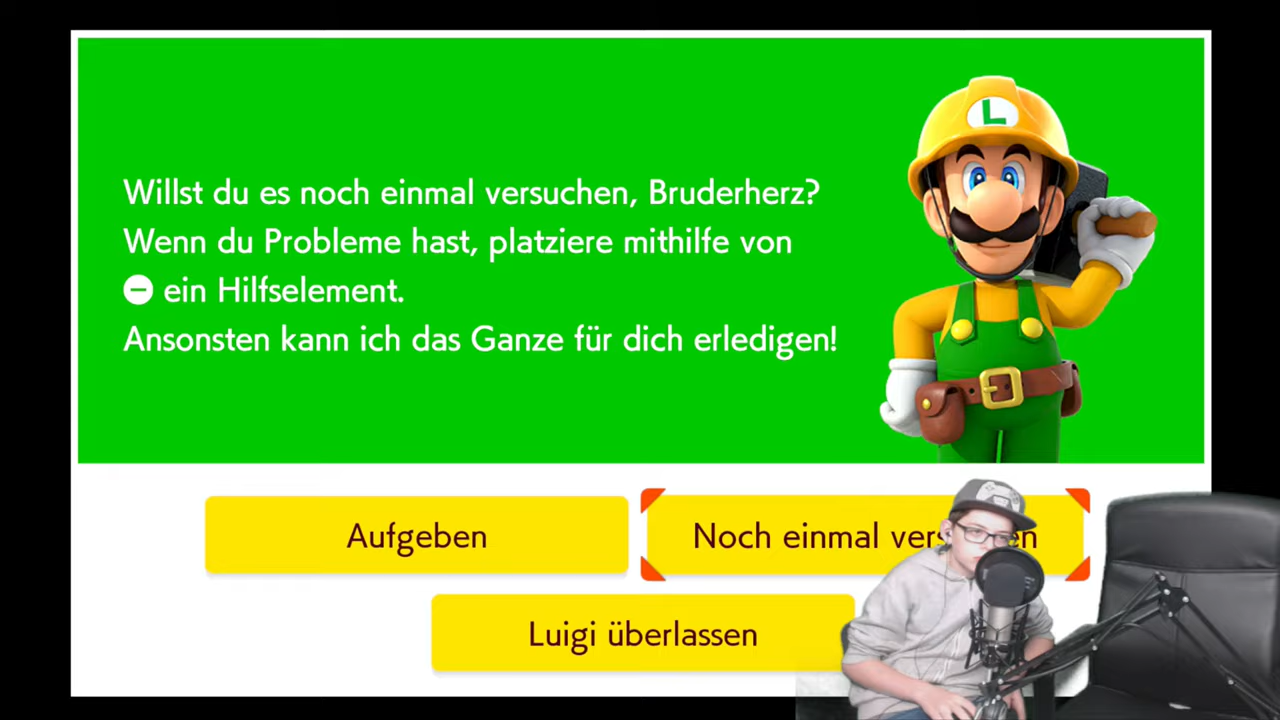 L
Willst du es noch einmal versuchen, Bruderherz?
Wenn du Probleme hast, platziere mithilfe von
ein Hilfselement.
Ansonsten kann ich das Ganze für dich erledigen!
Aufgeben
Noch einmal
Luigi überlassen